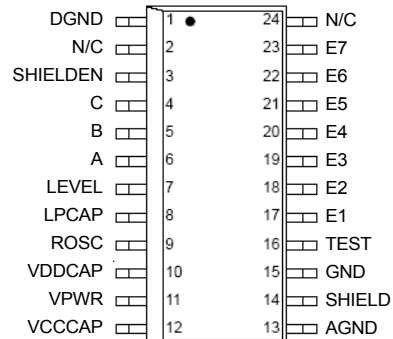 DGND 1 24 N/C
N/C 2 23 E7
SHIELDEN 3 22 E6
C 4 21 E5
B 5 20 E4
A 6 19 E3
LEVEL 7 18 E2
LPCAP 8 17 E1
ROSC 9 16 TEST
VDDCAP 10 15 GND
VPWR 11 14 SHIELD
VCCCAP 12 13 AGND